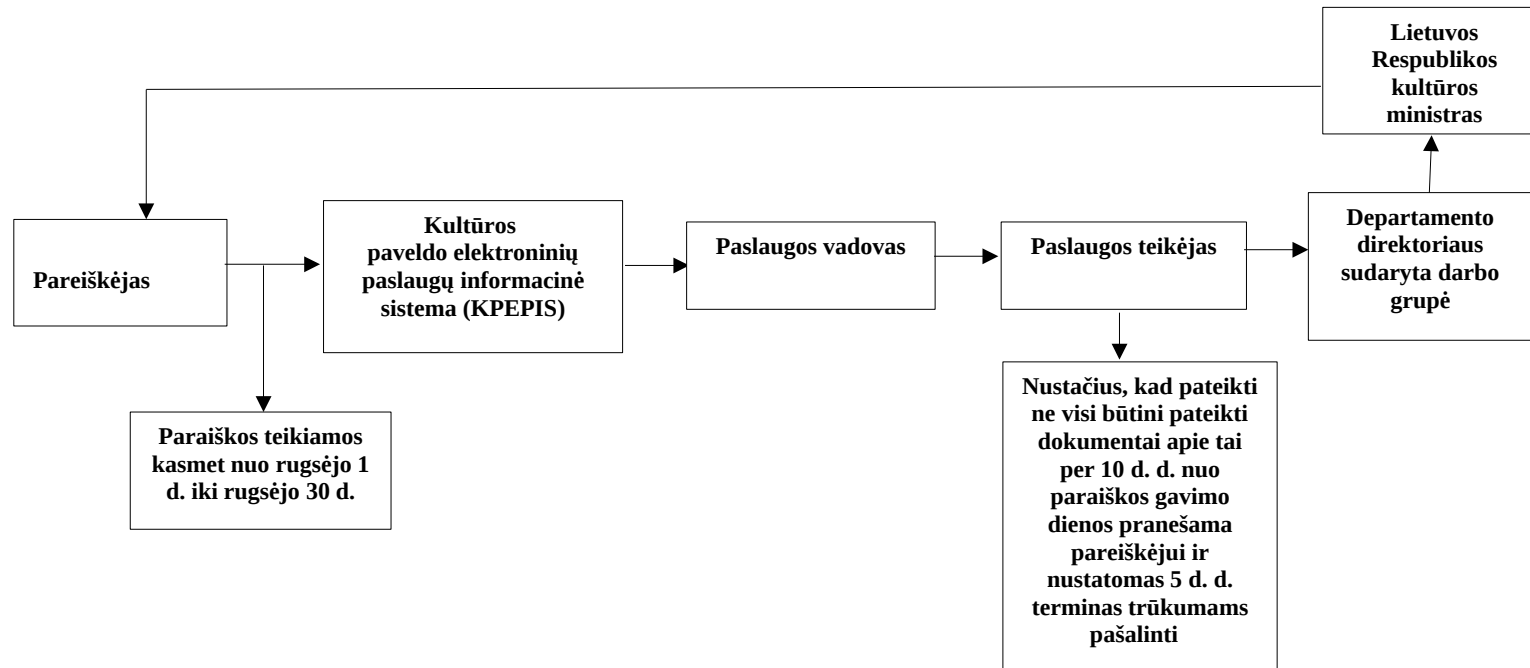 Lietuvos
Respublikos
kultūros
ministras
Pareiškėjas
Kultūros
paveldo elektroninių
paslaugų informacinė
sistema (KPEPIS)
Paslaugos vadovas
Paslaugos teikėjas
Departamento
direktoriaus
sudaryta darbo
grupė
Paraiškos teikiamos
kasmet nuo rugsėjo 1
d. iki rugsėjo 30 d.
Nustačius, kad pateikti
ne visi būtini pateikti
dokumentai apie tai
per 10 d. d. nuo
paraiškos gavimo
dienos pranešama
pareiškėjui ir
nustatomas 5 d. d.
terminas trūkumams
pašalinti